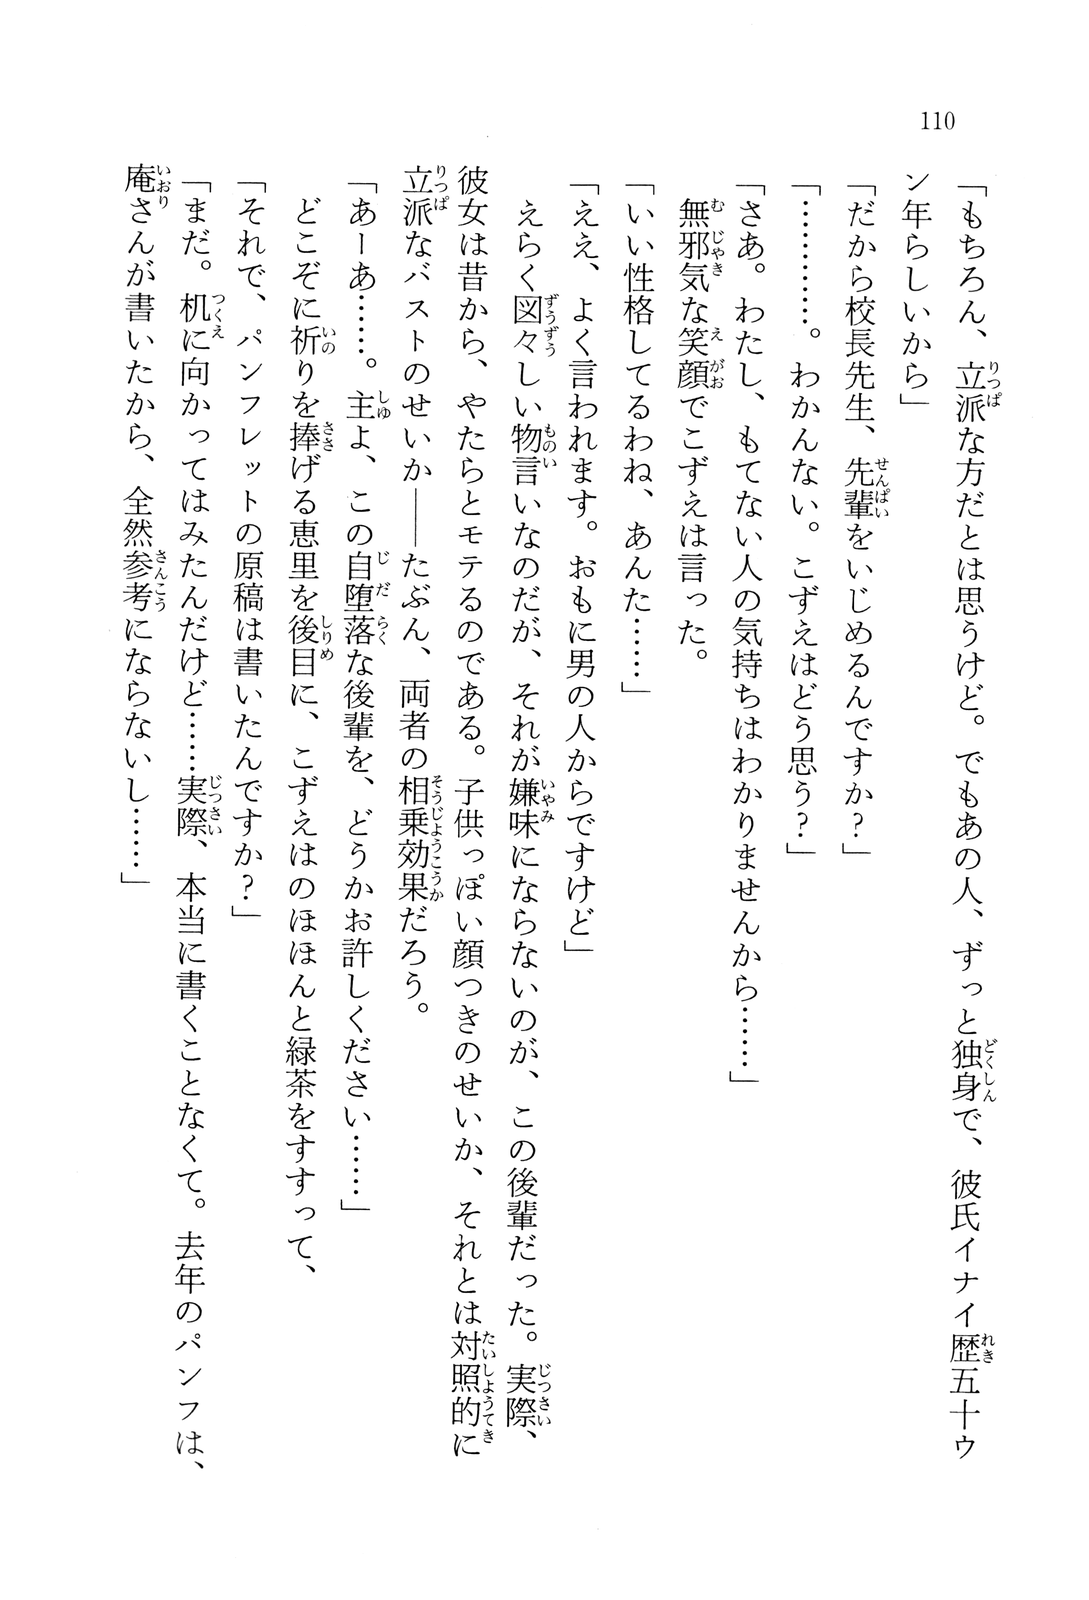 110
「もちろん、立派な方だとは思うけど。でもあの人、ずっと独身で、彼氏イナイ歴五十ウ
ン年らしいから」
「だから校長先生、先輩をいじめるんですか?」
「…………。わかんない。こずえはどう思う?」
「さあ。わたし、もてない人の気持ちはわかりませんから……」
無邪気な笑顔でこずえは言った。
「いい性格してるわね、あんた……」
「ええ、よく言われます。おもに男の人からですけど」
えらく図々しい物言いなのだが、それが嫌味にならないのが、この後輩だった。実際、
彼女は昔から、やたらとモテるのである。子供っぽい顔つきのせいか、それとは対照的に
立派なバストのせいか――たぶん、両者の相乗効果だろう。
「あーあ……。主よ、この自堕落な後輩を、どうかお許しください……」
どこぞに祈りを捧げる恵里を後目に、こずえはのほほんと緑茶をすすって、
「それで、パンフレットの原稿は書いたんですか?」
「まだ。机に向かってはみたんだけど……実際、本当に書くことなくて。去年のパンフは、
庵さんが書いたから、全然参考にならないし……」